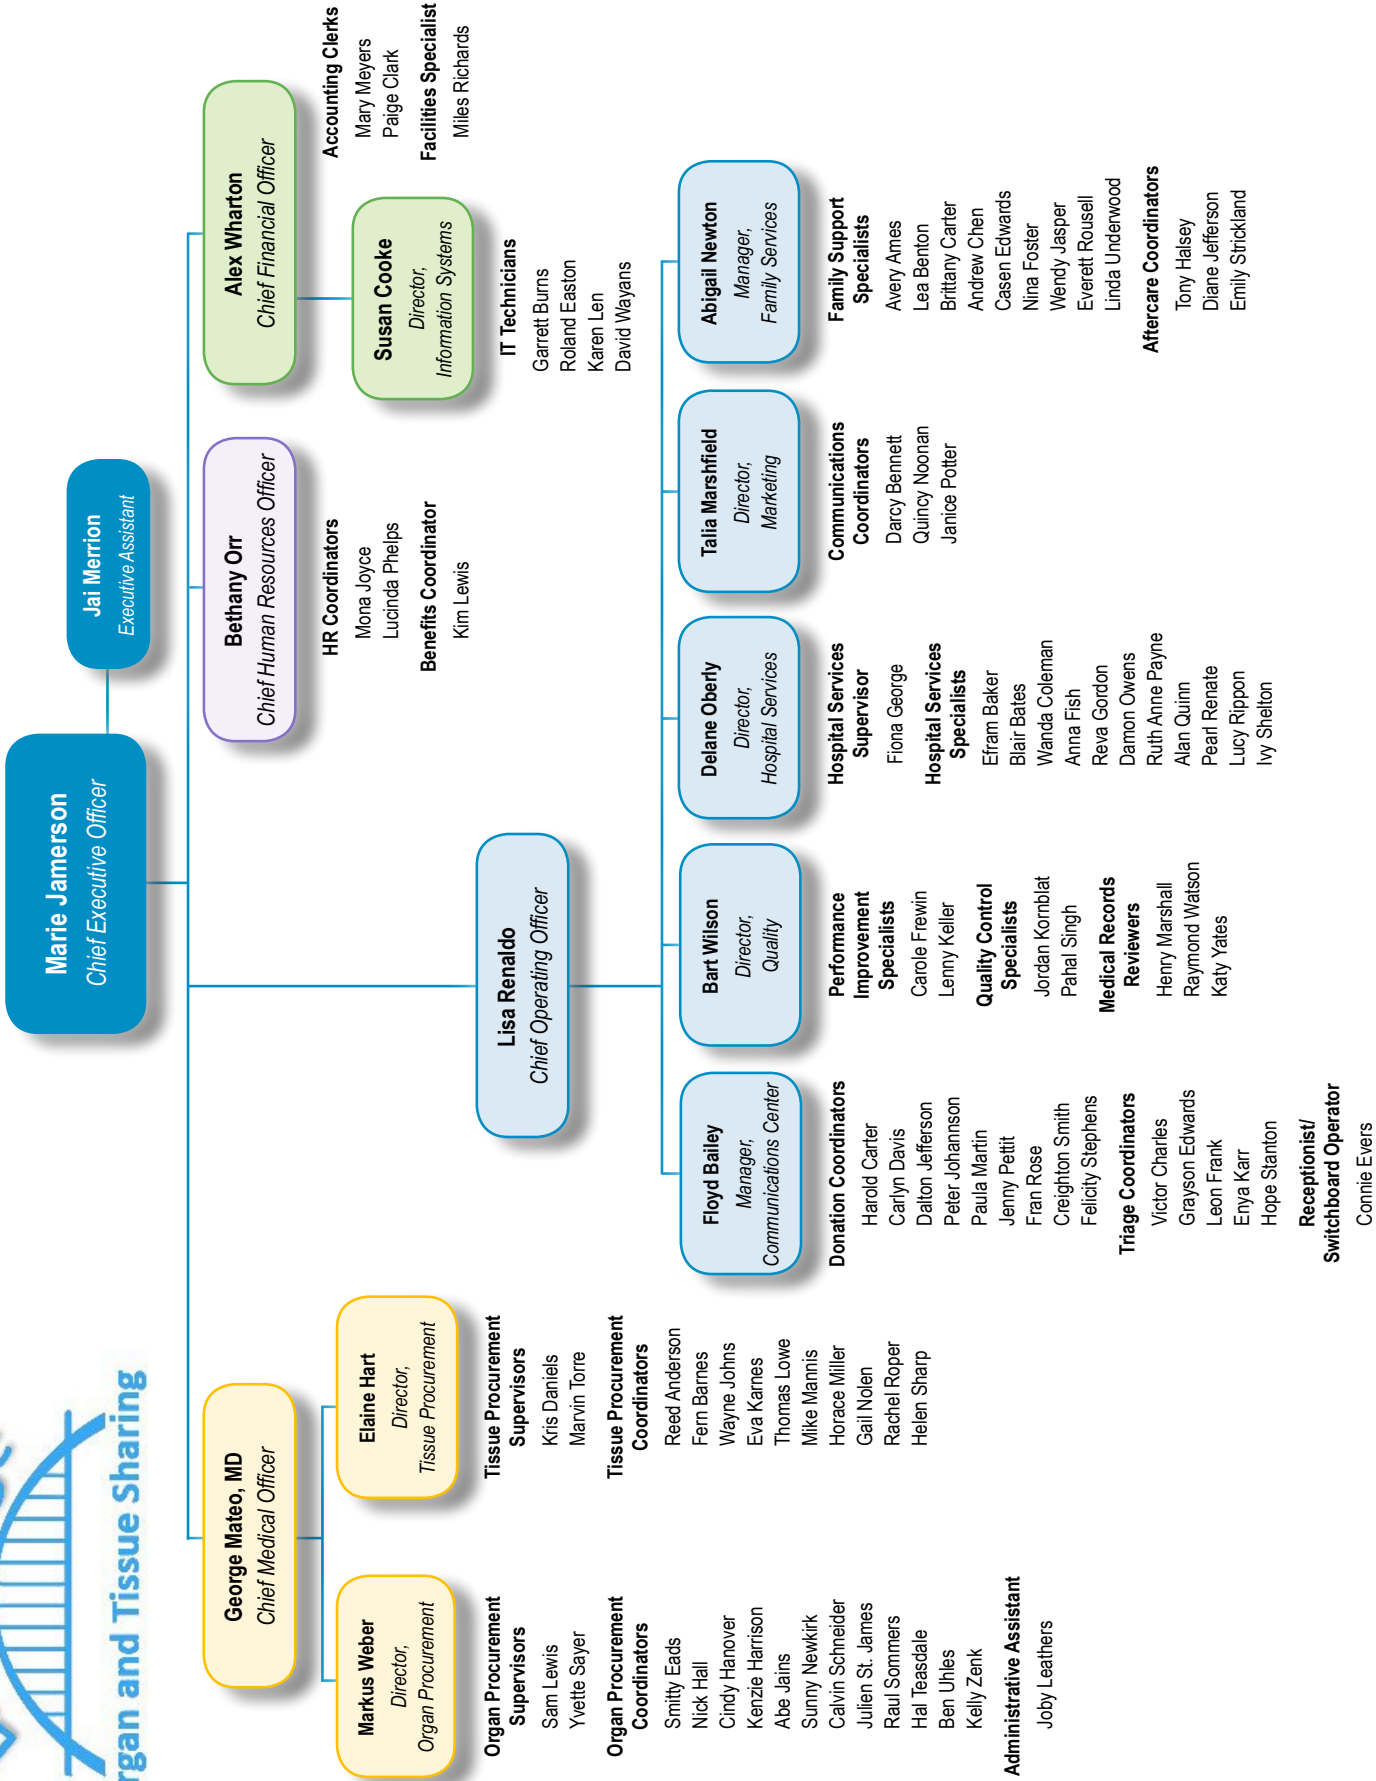 Organ and Tissue Sharing
Marie Jamerson
Chief Executive Officer
Jai Merrion
Executive Assistant
George Mateo, MD
Chief Medical Officer
Markus Weber
Director,
Organ Procurement
Organ Procurement
Supervisors
Sam Lewis
Yvette Sayer
Organ Procurement
Coordinators
Smitty Eads
Nick Hall
Cindy Hanover
Kenzie Harrison
Abe Jains
Sunny Newkirk
Calvin Schneider
Julien St. James
Raul Sommers
Hal Teasdale
Ben Uhles
Kelly Zenk
Administrative Assistant
Joby Leathers
Elaine Hart
Director,
Tissue Procurement
Tissue Procurement
Supervisors
Kris Daniels
Marvin Torre
Tissue Procurement
Coordinators
Reed Anderson
Fern Barnes
Wayne Johns
Eva Karnes
Thomas Lowe
Mike Mannis
Horace Miller
Gail Nolen
Rachel Roper
Helen Sharp
Lisa Renaldo
Chief Operating Officer
Floyd Bailey
Manager,
Communications Center
Donation Coordinators
Harold Carter
Carlyn Davis
Dalton Jefferson
Peter Johannson
Paula Martin
Jenny Pettit
Fran Rose
Creighton Smith
Felicity Stephens
Triage Coordinators
Victor Charles
Grayson Edwards
Leon Frank
Enya Karr
Hope Stanton
Receptionist/
Switchboard Operator
Connie Evers
Bart Wilson
Director,
Quality
Performance
Improvement
Specialists
Carole Frewin
Lenny Keller
Quality Control
Specialists
Jordan Kornblat
Pahal Singh
Medical Records
Reviewers
Henry Marshall
Raymond Watson
Katy Yates
Delane Oberly
Director,
Hospital Services
Hospital Services
Supervisor
Fiona George
Hospital Services
Specialists
Efram Baker
Blair Bates
Wanda Coleman
Anna Fish
Reva Gordon
Damon Owens
Ruth Anne Payne
Alan Quinn
Pearl Renate
Lucy Rippon
Ivy Shelton
Talia Marshfield
Director,
Marketing
Communications
Coordinators
Darcy Bennett
Quincy Noonan
Janice Potter
Abigail Newton
Manager,
Family Services
Family Support
Specialists
Avery Ames
Lea Benton
Brittany Carter
Andrew Chen
Casen Edwards
Nina Foster
Wendy Jasper
Everett Rousell
Linda Underwood
Aftercare Coordinators
Tony Halsey
Diane Jefferson
Emily Strickland
Bethany Orr
Chief Human Resources Officer
HR Coordinators
Mona Joyce
Lucinda Phelps
Benefits Coordinator
Kim Lewis
Alex Wharton
Chief Financial Officer
Susan Cooke
Director,
Information Systems
IT Technicians
Garrett Burns
Roland Easton
Karen Len
David Wayans
Accounting Clerks
Mary Meyers
Paige Clark
Facilities Specialist
Miles Richards